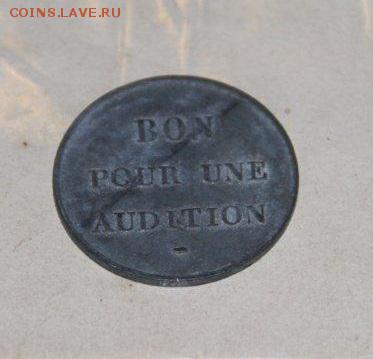 COINS.LAVE.RU
BON
POUR UNE
AUDITION
-